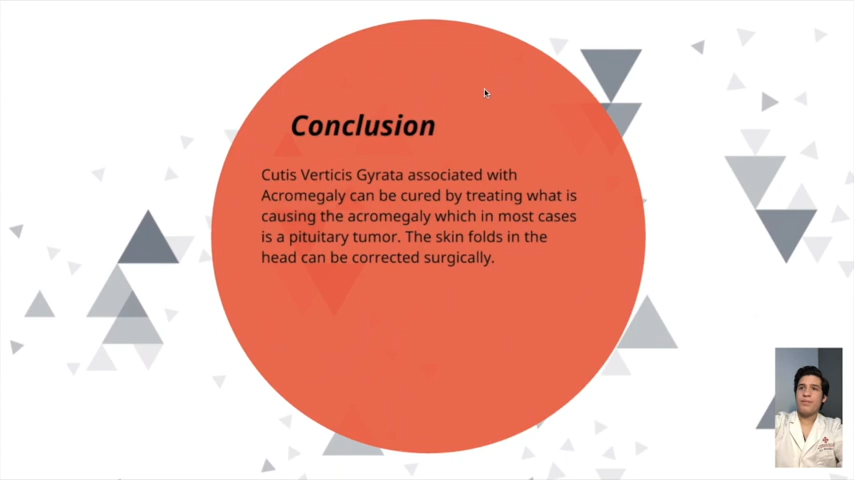 Conclusion
Cutis Verticis Gyrata associated with
Acromegaly can be cured by treating what is
causing the acromegaly which in most cases
is a pituitary tumor. The skin folds in the
head can be corrected surgically.